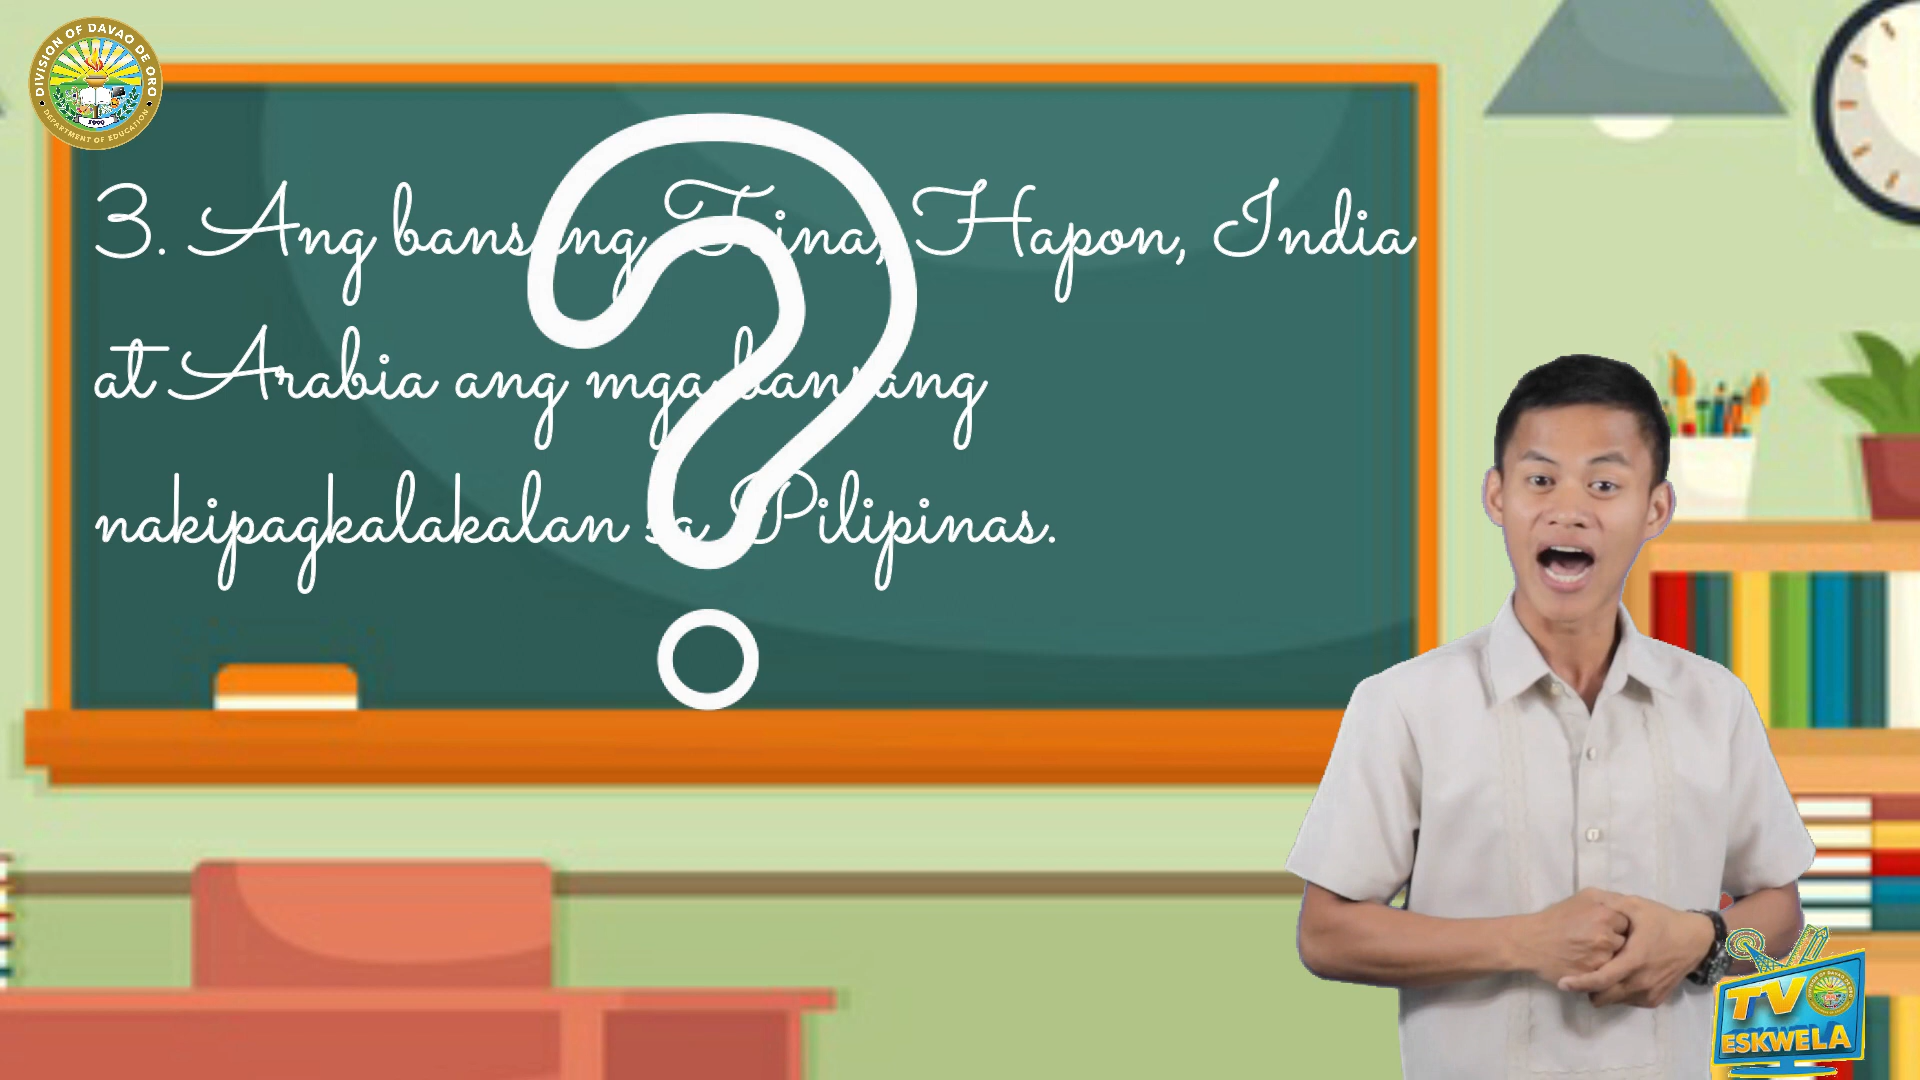 DIVISION OF DAVAO DE ORO
DEPARTMENT OF EDUCATION
3. Ang bansang Tsina, Hapon, India
at Arabia ang mga bansang
nakipagkalakalan sa Pilipinas.
?
TV
ESKWELA